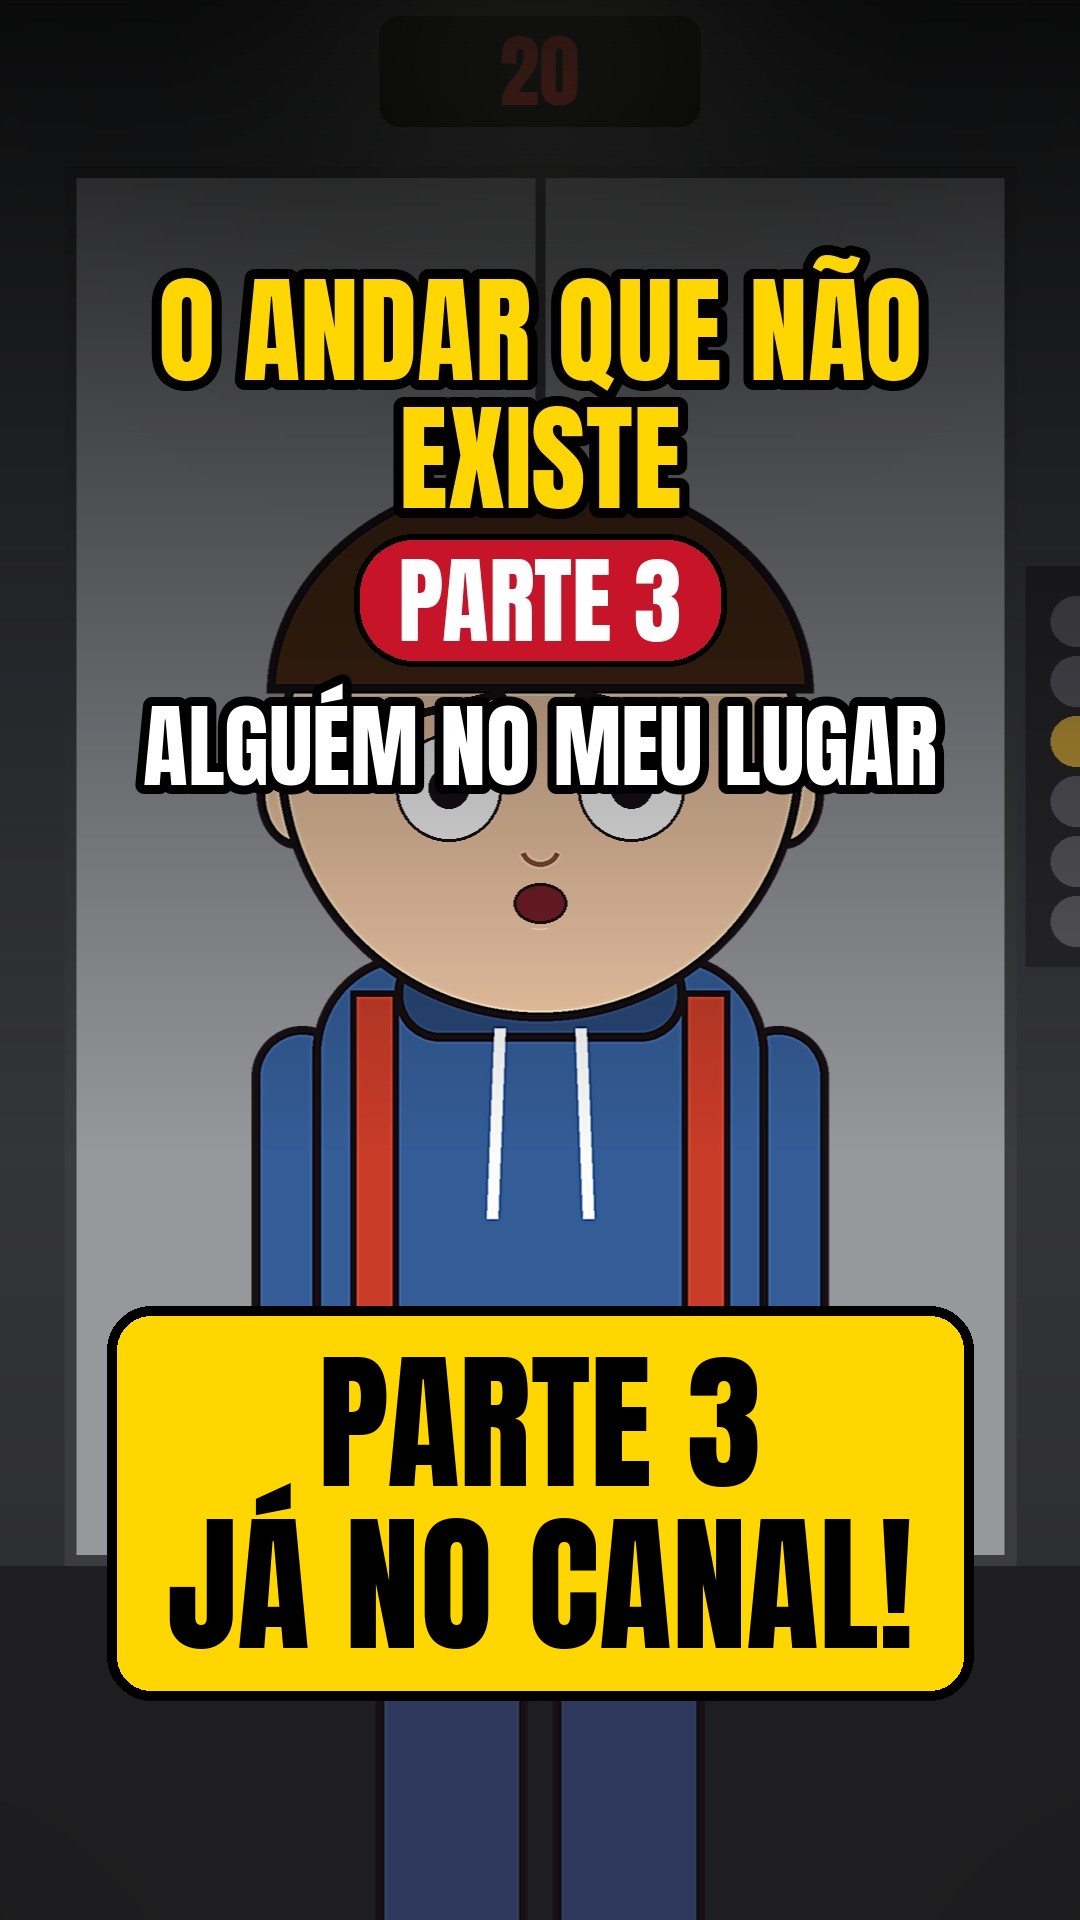 20
O ANDAR QUE NÃO
EXISTE
PARTE 3
ALGUÉM NO MEU LUGAR
PARTE 3
JÁ NO CANAL!